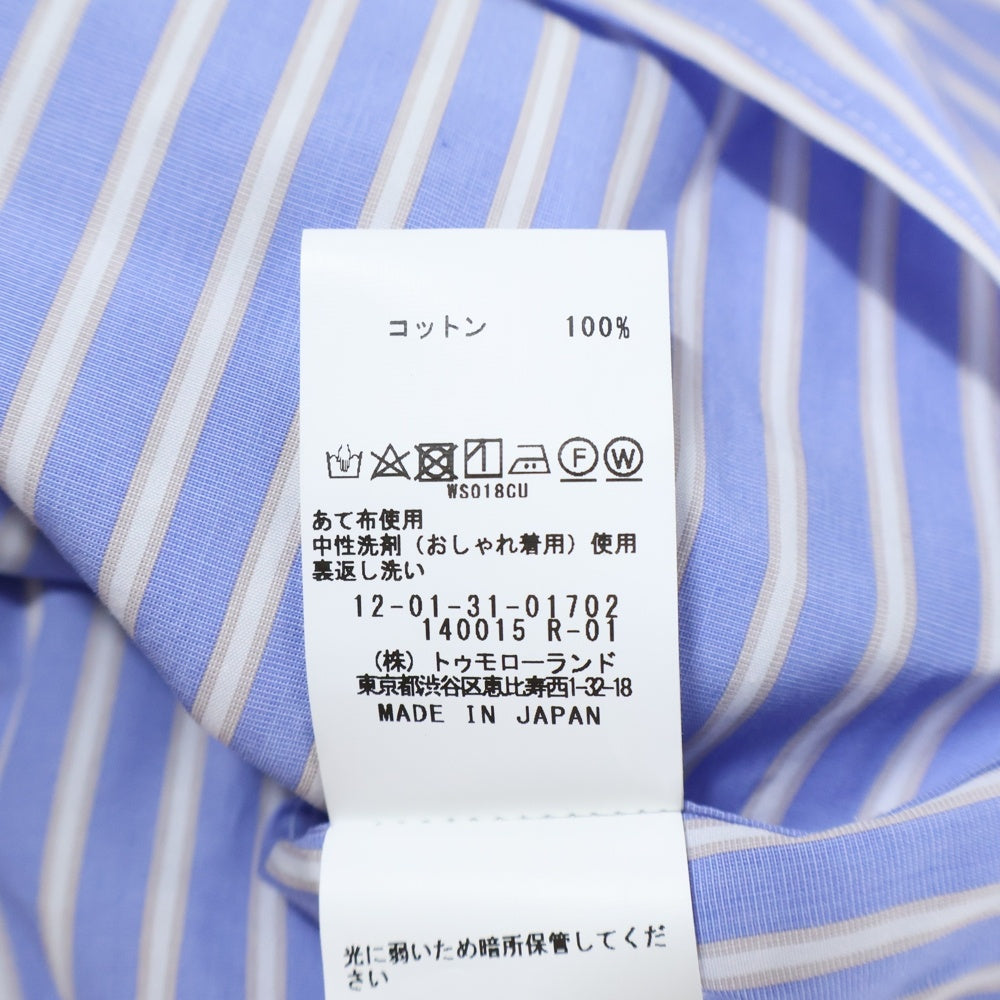 コットン 100%
F W
WS018CU
あて布使用
中性洗剤（おしゃれ着用）使用
裏返し洗い
12-01-31-01702
140015 R-01
（株）トゥモローランド
東京都渋谷区恵比寿西1-32-18
MADE IN JAPAN
光に弱いため暗所保管してくだ
さい